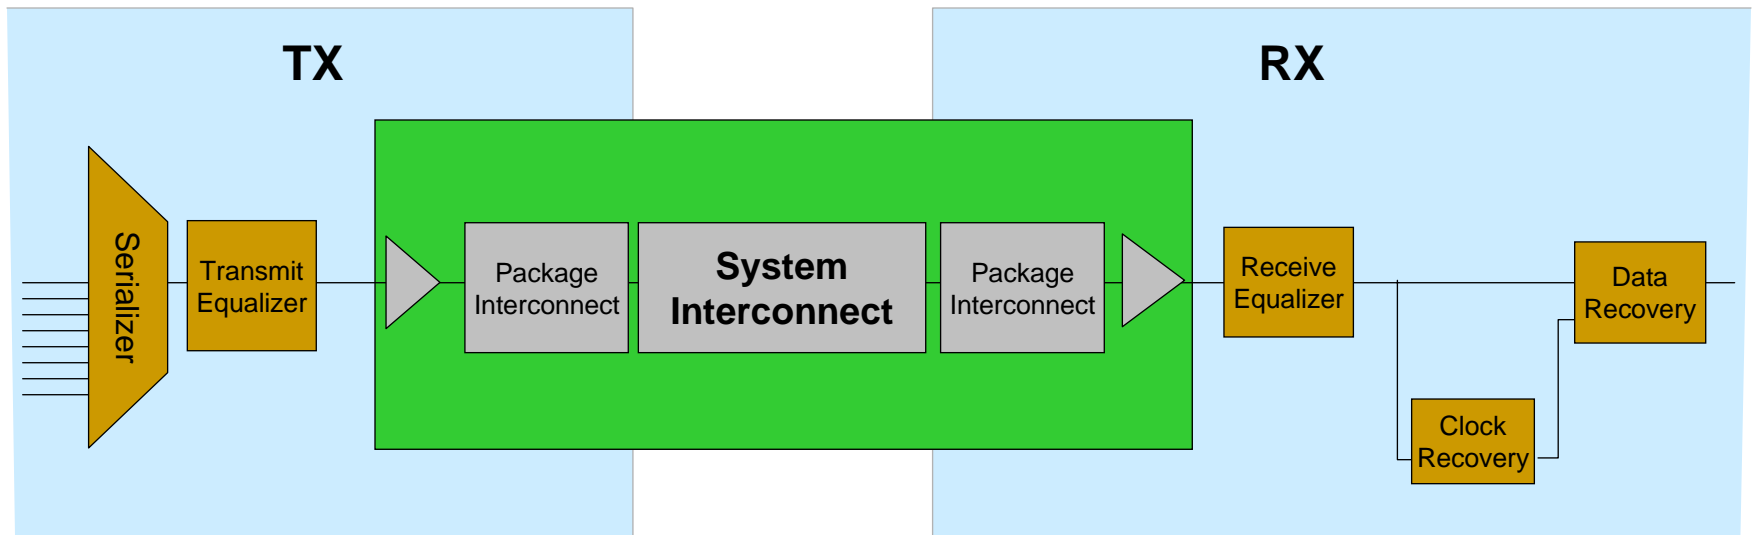 TX
RX
Serializer
Transmit
Equalizer
Package
Interconnect
System
Interconnect
Package
Interconnect
Receive
Equalizer
Data
Recovery
Clock
Recovery